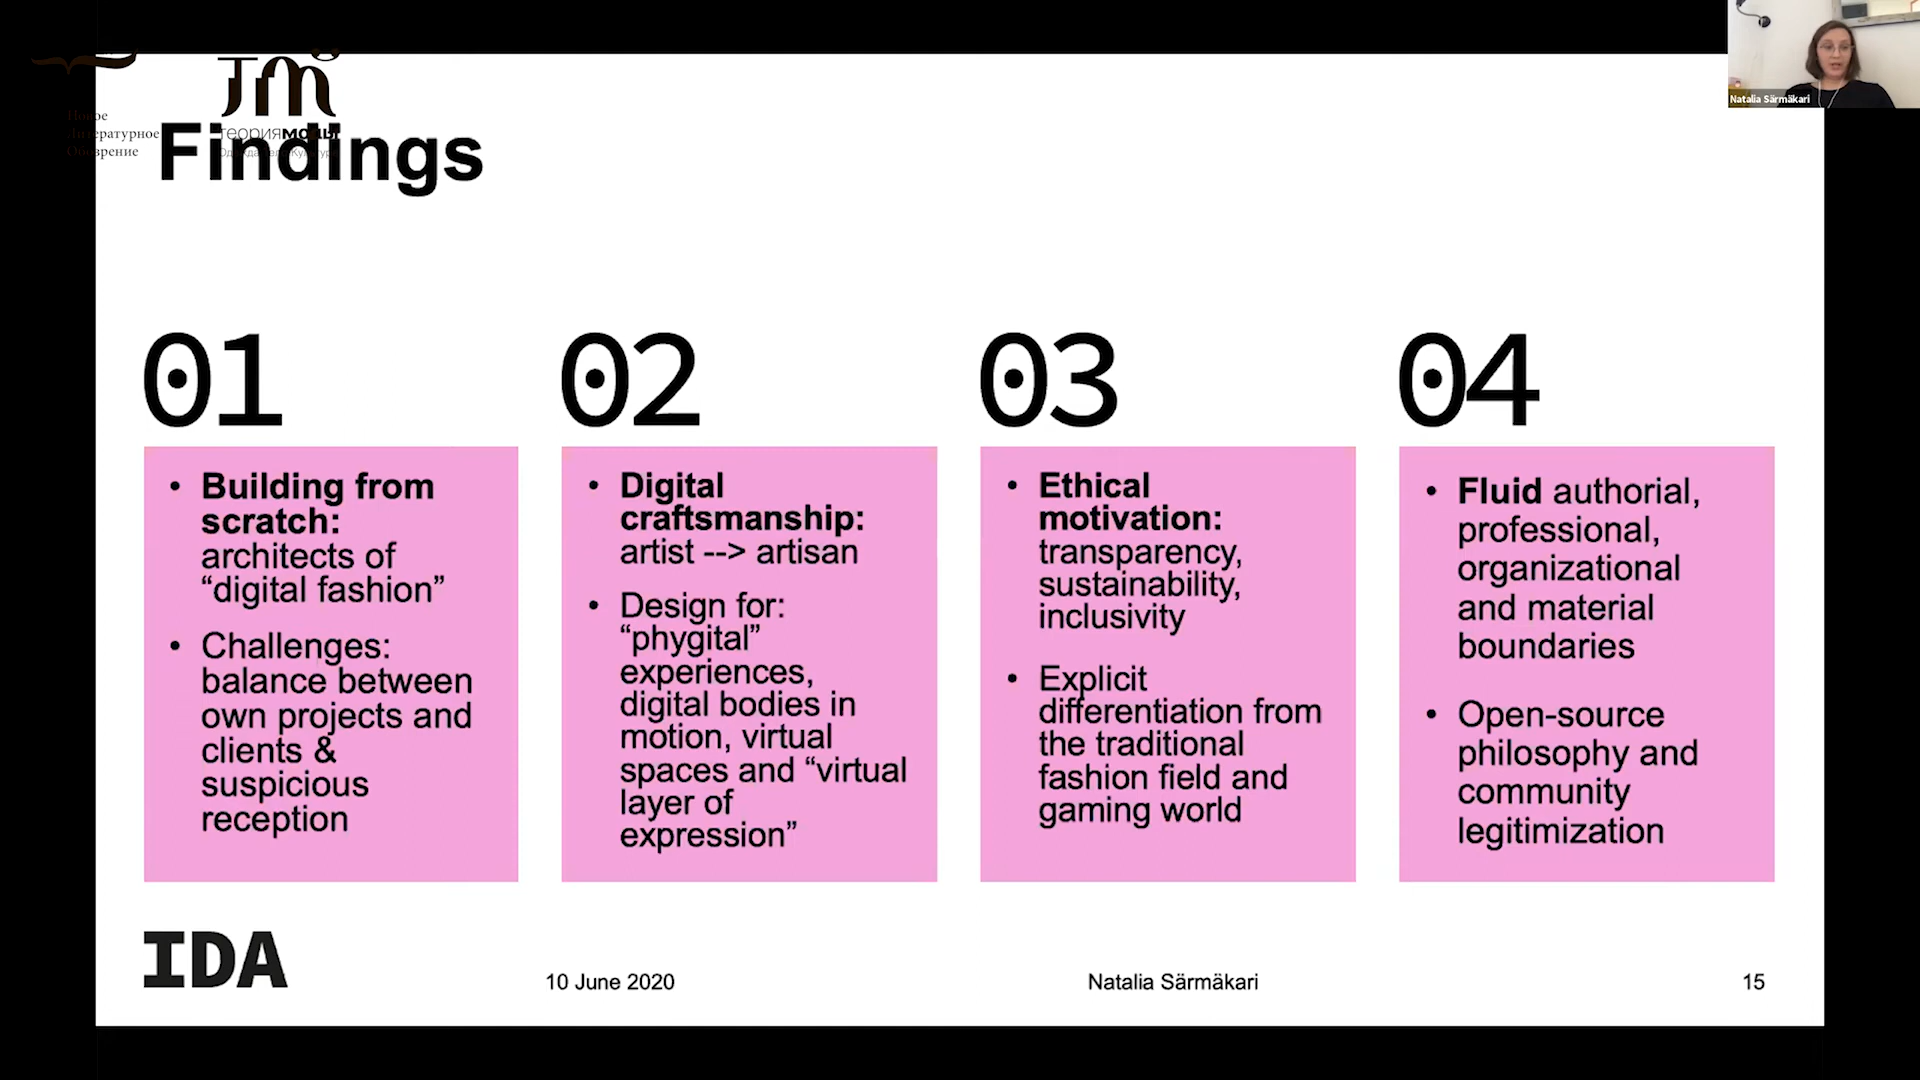 Новое
Литературное
Обозрение
теория моды
Findings
Natalia Särmäkari
01
Building from
scratch:
architects of
“digital fashion”
Challenges:
balance between
own projects and
clients &
suspicious
reception
02
Digital
craftsmanship:
artist --> artisan
Design for:
“phygital”
experiences,
digital bodies in
motion, virtual
spaces and “virtual
layer of
expression”
03
Ethical
motivation:
transparency,
sustainability,
inclusivity
Explicit
differentiation from
the traditional
fashion field and
gaming world
04
Fluid authorial,
professional,
organizational
and material
boundaries
Open-source
philosophy and
community
legitimization
IDA
10 June 2020
Natalia Särmäkari
15